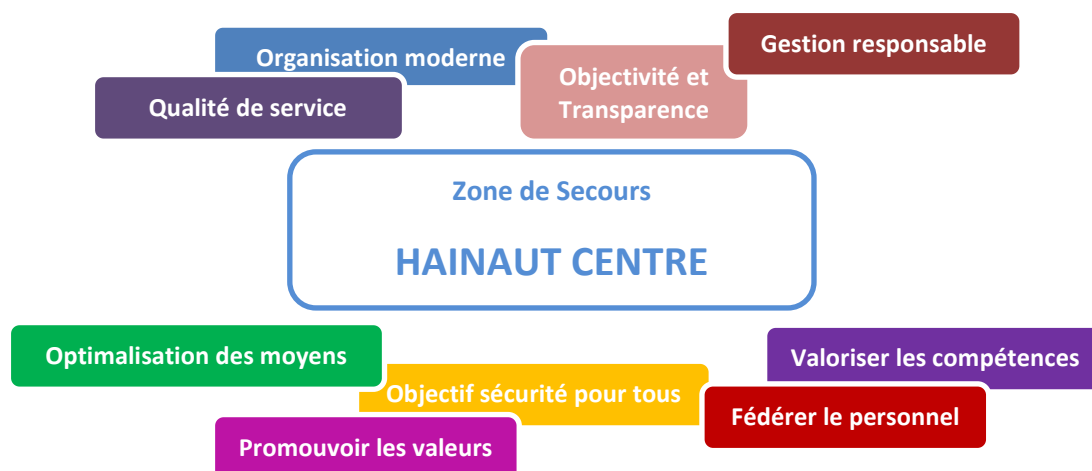 Organisation moderne
Gestion responsable
Qualité de service
Objectivité et
Transparence
Zone de Secours
HAINAUT CENTRE
Optimalisation des moyens
Valoriser les compétences
Objectif sécurité pour tous
Fédérer le personnel
Promouvoir les valeurs